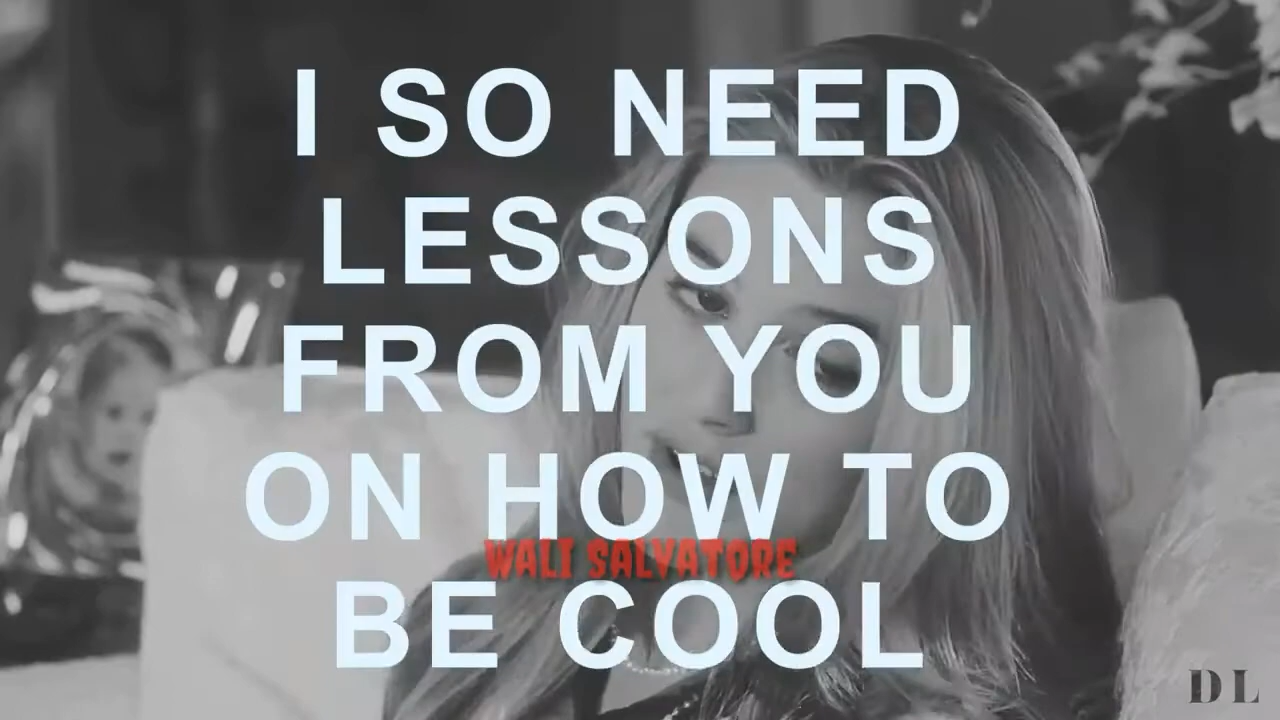 I SO NEED
LESSONS
FROM YOU
ON HOW TO
WALI SALVATORE
BE COOL
DL